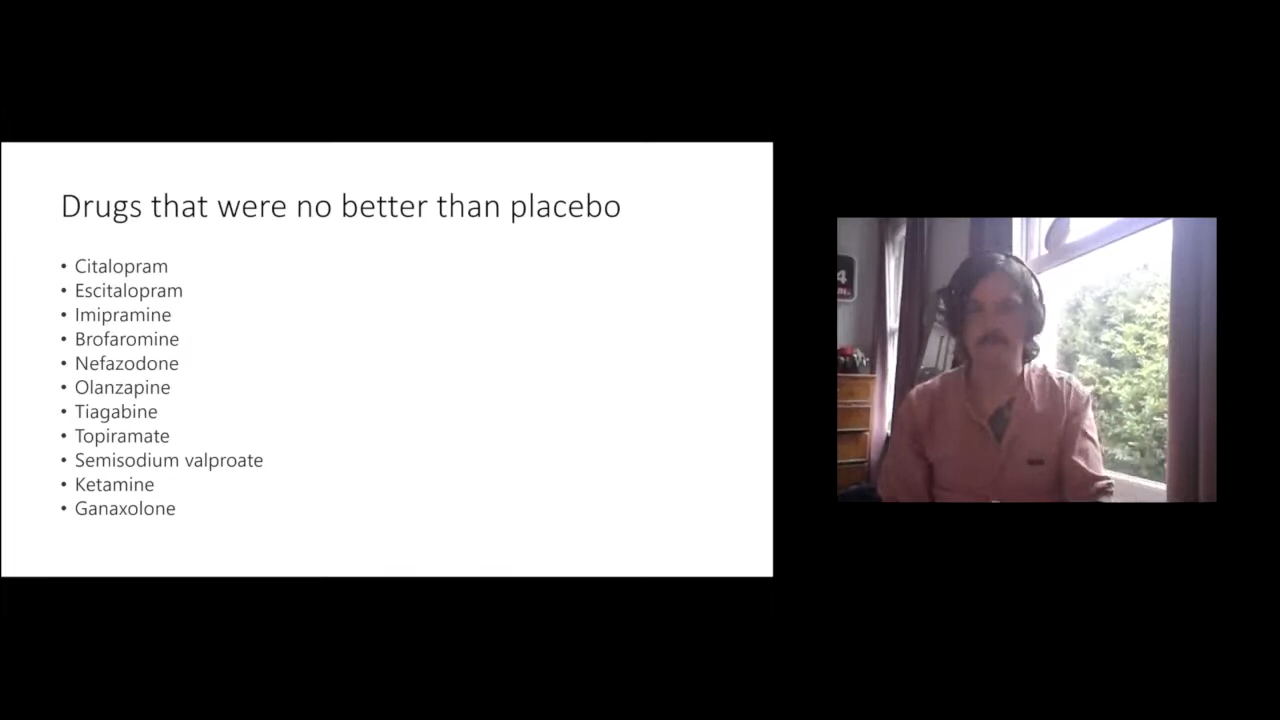 Drugs that were no better than placebo
• Citalopram
• Escitalopram
• Imipramine
• Brofaromine
• Nefazodone
• Olanzapine
• Tiagabine
• Topiramate
• Semisodium valproate
• Ketamine
• Ganaxolone
4